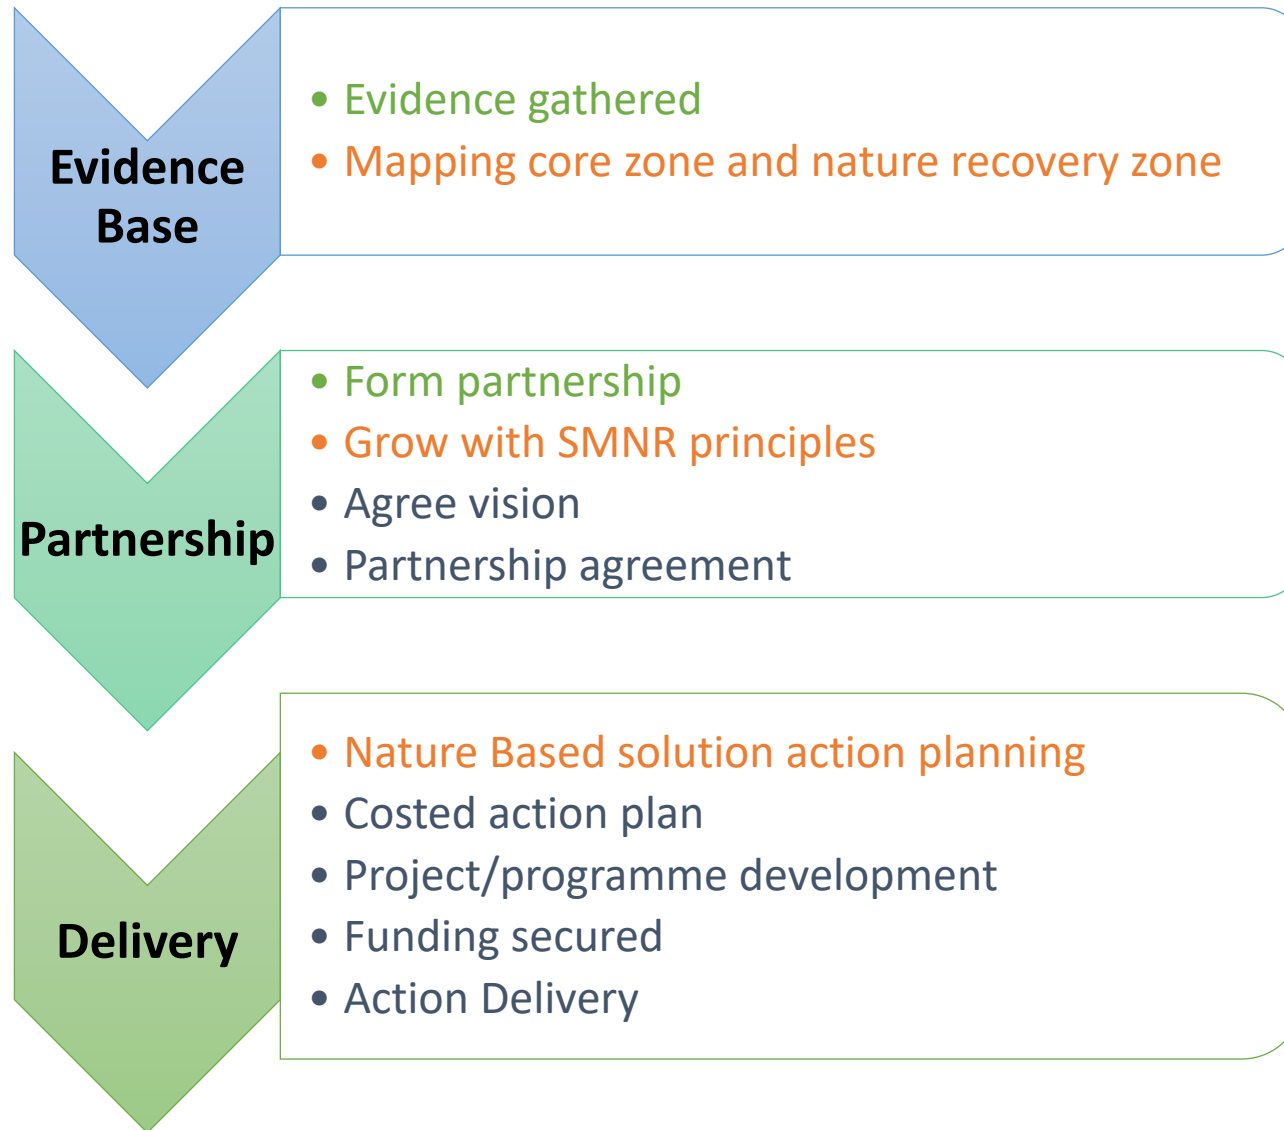 Evidence
Base
• Evidence gathered
• Mapping core zone and nature recovery zone
Partnership
• Form partnership
• Grow with SMNR principles
• Agree vision
• Partnership agreement
Delivery
• Nature Based solution action planning
• Costed action plan
• Project/programme development
• Funding secured
• Action Delivery